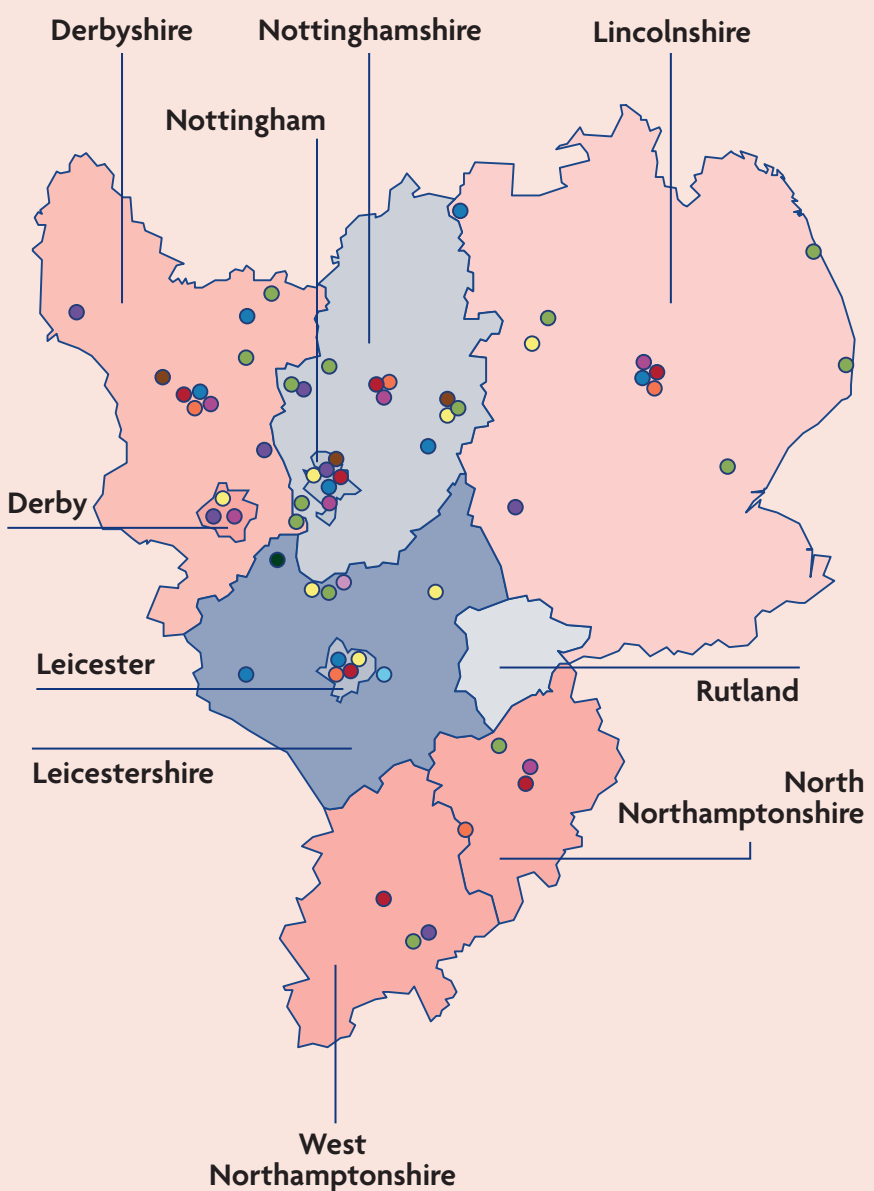 Derbyshire
Nottinghamshire
Lincolnshire
Nottingham
Derby
Leicester
Rutland
Leicestershire
North
Northamptonshire
West
Northamptonshire